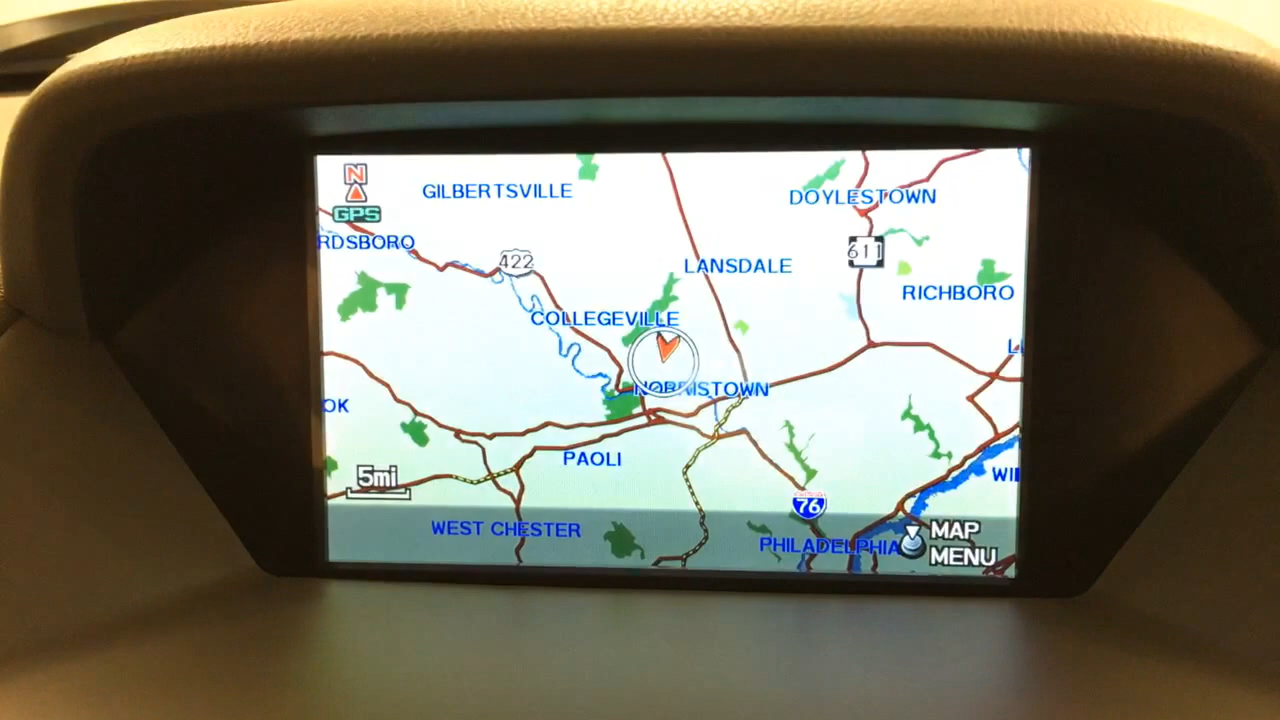 N
GPS
GILBERTSVILLE
DOYLESTOWN
RDSBORO
422
611
LANSDALE
RICHBORO
COLLEGEVILLE
NORRISTOWN
OK
PAOLI
5mi
76
WI
WEST CHESTER
PHILADELPHIA
MAP
MENU